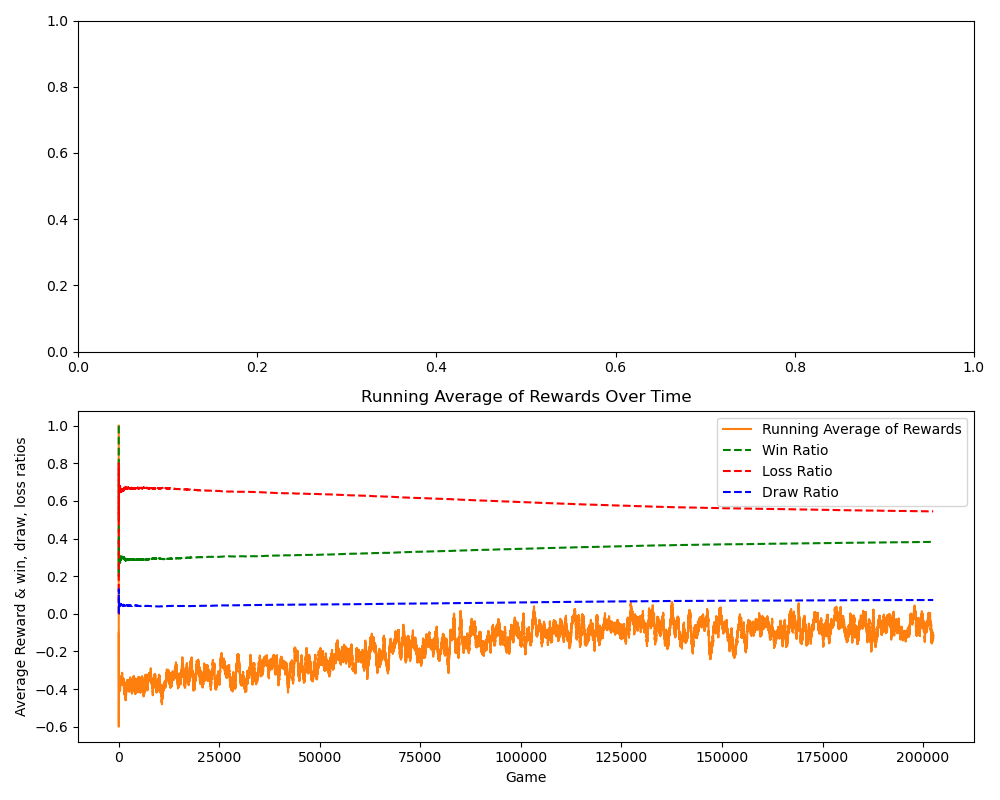 1.0
0.8
0.6
0.4
0.2
0.0
0.0 0.2 0.4 0.6 0.8 1.0
Running Average of Rewards Over Time
Average Reward & win, draw, loss ratios
1.0
0.8
0.6
0.4
0.2
0.0
−0.2
−0.4
−0.6
Running Average of Rewards
Win Ratio
Loss Ratio
Draw Ratio
0 25000 50000 75000 100000 125000 150000 175000 200000
Game